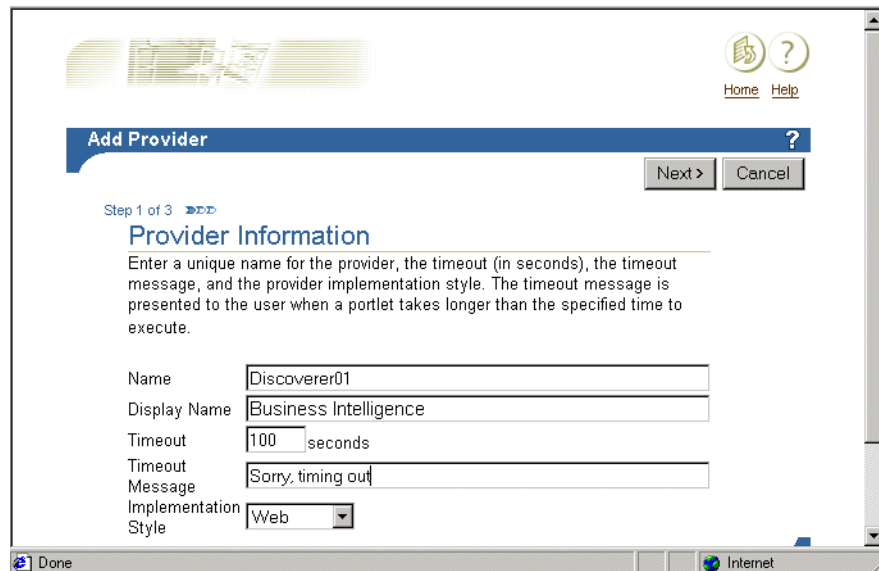 Home Help
Add Provider ?
Next > Cancel
Step 1 of 3
Provider Information
Enter a unique name for the provider, the timeout (in seconds), the timeout
message, and the provider implementation style. The timeout message is
presented to the user when a portlet takes longer than the specified time to
execute.
Name Discoverer01
Display Name Business Intelligence
Timeout 100 seconds
Timeout
Message Sorry, timing out
Implementation
Style Web
Done Internet